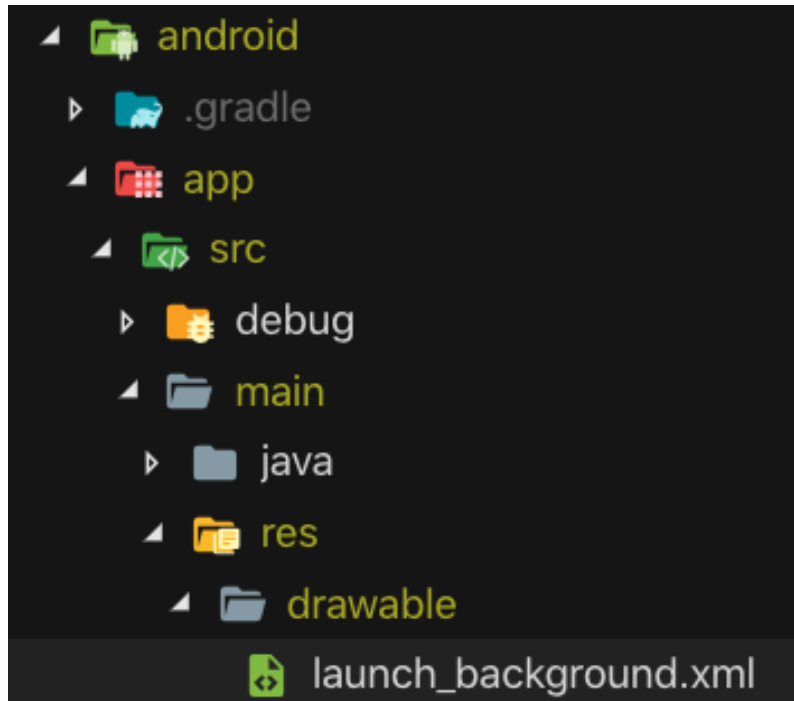 android
.gradle
app
src
debug
main
java
res
drawable
launch_background.xml